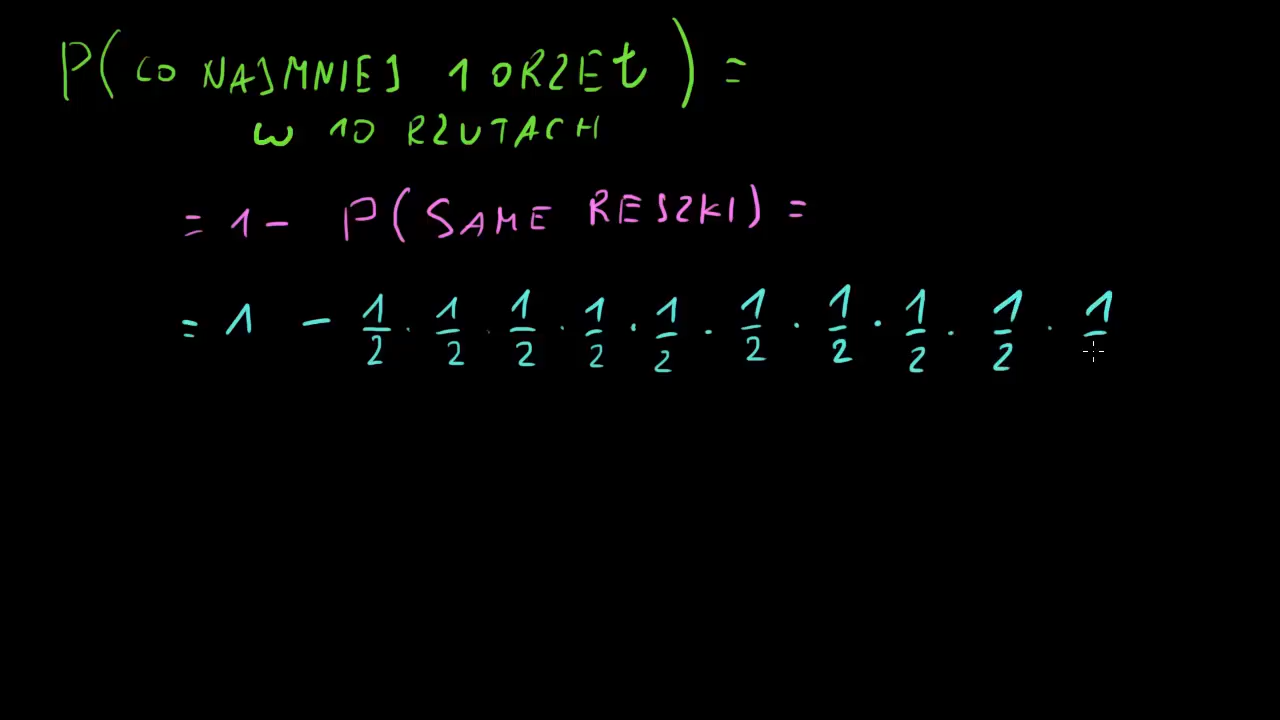 P(CO NAJMNIEJ 1 ORZEŁ) =
W 10 RZUTACH
= 1 - P(SAME RESZKI) =
= 1 - 1/2 · 1/2 · 1/2 · 1/2 · 1/2 · 1/2 · 1/2 · 1/2 · 1/2 · 1/